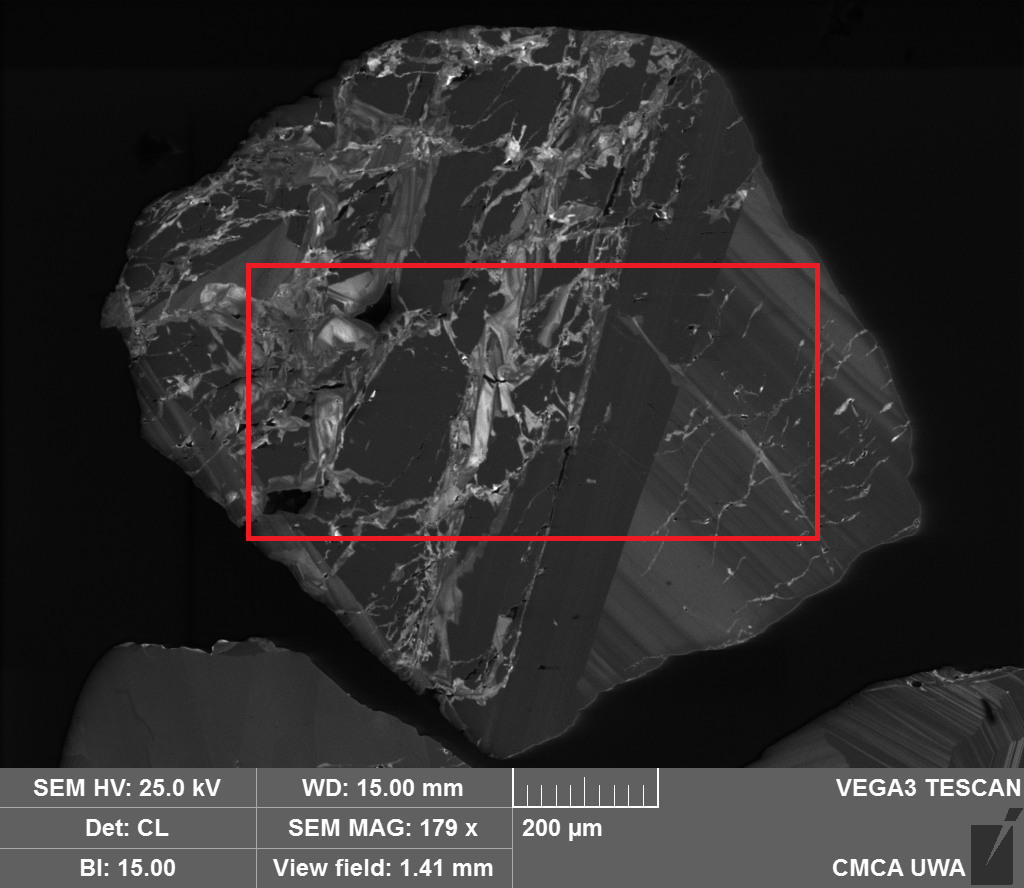 SEM HV: 25.0 kV
WD: 15.00 mm
VEGA3 TESCAN
Det: CL
SEM MAG: 179 x
200 µm
BI: 15.00
View field: 1.41 mm
CMCA UWA